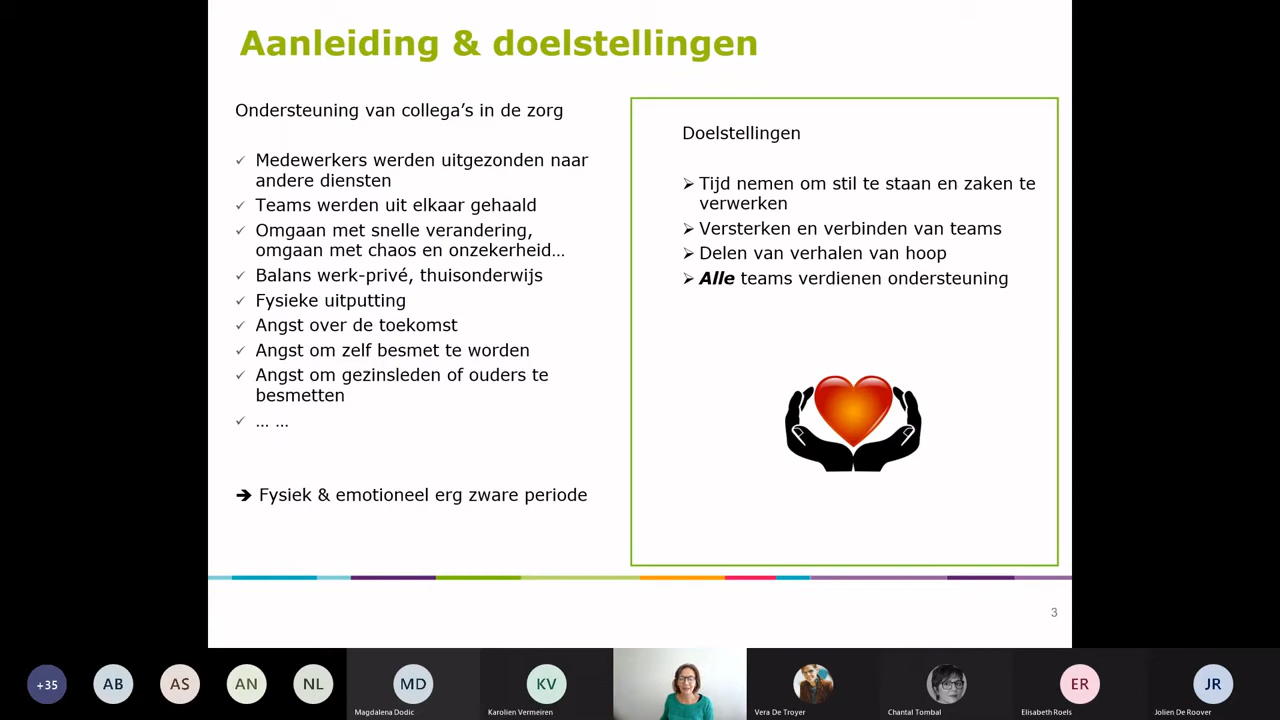 Aanleiding & doelstellingen
Ondersteuning van collega's in de zorg
✓ Medewerkers werden uitgezonden naar
andere diensten
✓ Teams werden uit elkaar gehaald
✓ Omgaan met snelle verandering,
omgaan met chaos en onzekerheid...
✓ Balans werk-privé, thuisonderwijs
✓ Fysieke uitputting
✓ Angst over de toekomst
✓ Angst om zelf besmet te worden
✓ Angst om gezinsleden of ouders te
besmetten
✓ ... ...
➔ Fysiek & emotioneel erg zware periode
Doelstellingen
➢ Tijd nemen om stil te staan en zaken te
verwerken
➢ Versterken en verbinden van teams
➢ Delen van verhalen van hoop
➢ Alle teams verdienen ondersteuning
3
+35
AB
AS
AN
NL
MD
Magdalena Dodic
KV
Karolien Vermeiren
Vera De Troyer
Chantal Tombal
ER
Elisabeth Roels
JR
Jolien De Roover